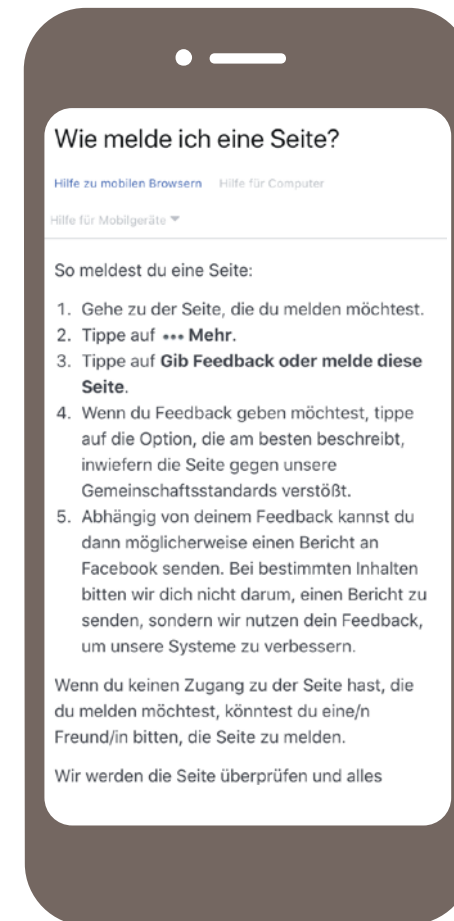 Wie melde ich eine Seite?
Hilfe zu mobilen Browsern Hilfe für Computer
Hilfe für Mobilgeräte
So meldest du eine Seite:
1. Gehe zu der Seite, die du melden möchtest.
2. Tippe auf ••• Mehr.
3. Tippe auf Gib Feedback oder melde diese
Seite.
4. Wenn du Feedback geben möchtest, tippe
auf die Option, die am besten beschreibt,
inwiefern die Seite gegen unsere
Gemeinschaftsstandards verstößt.
5. Abhängig von deinem Feedback kannst du
dann möglicherweise einen Bericht an
Facebook senden. Bei bestimmten Inhalten
bitten wir dich nicht darum, einen Bericht zu
senden, sondern wir nutzen dein Feedback,
um unsere Systeme zu verbessern.
Wenn du keinen Zugang zu der Seite hast, die
du melden möchtest, könntest du eine/n
Freund/in bitten, die Seite zu melden.
Wir werden die Seite überprüfen und alles